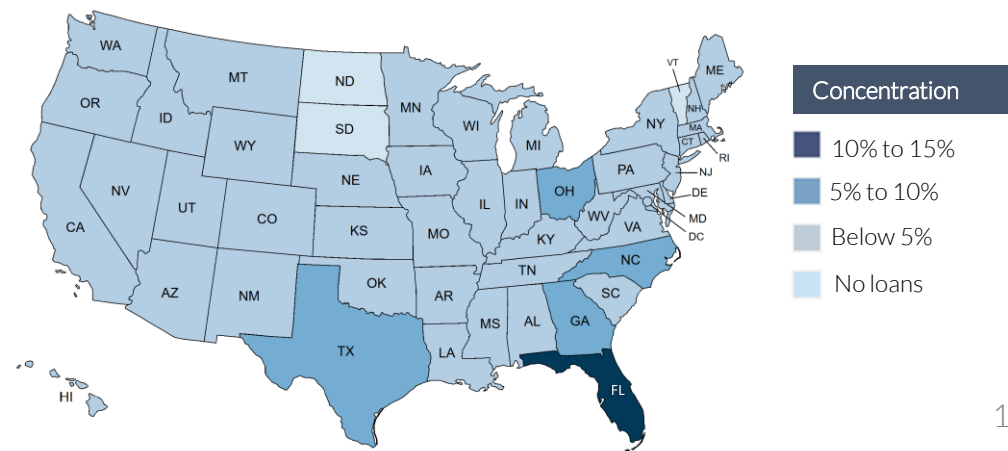 WA
MT
ND
MN
VT
ME
OR
ID
SD
WI
MI
NY
NH
MA
CT
RI
WY
IA
PA
NJ
NV
NE
OH
DE
UT
CO
IL
IN
WV
MD
CA
KS
MO
KY
VA
DC
AZ
NM
OK
AR
TN
NC
SC
TX
LA
MS
AL
GA
HI
FL
Concentration
10% to 15%
5% to 10%
Below 5%
No loans
1